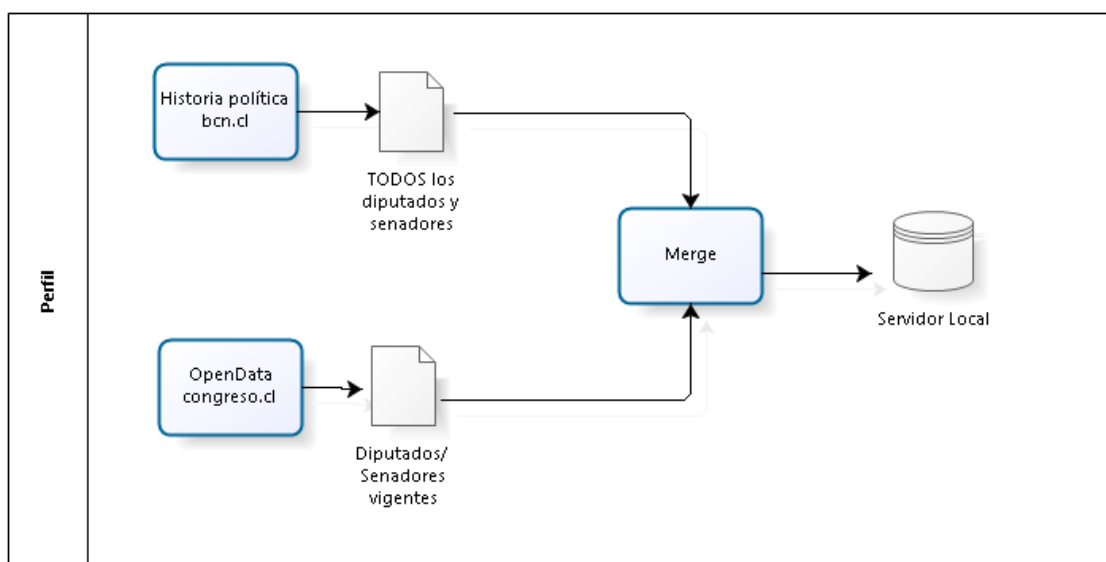 Perfil
Historia política
bcn.cl
TODOS los
diputados y
senadores
Merge
Servidor Local
OpenData
congreso.cl
Diputados/
Senadores
vigentes